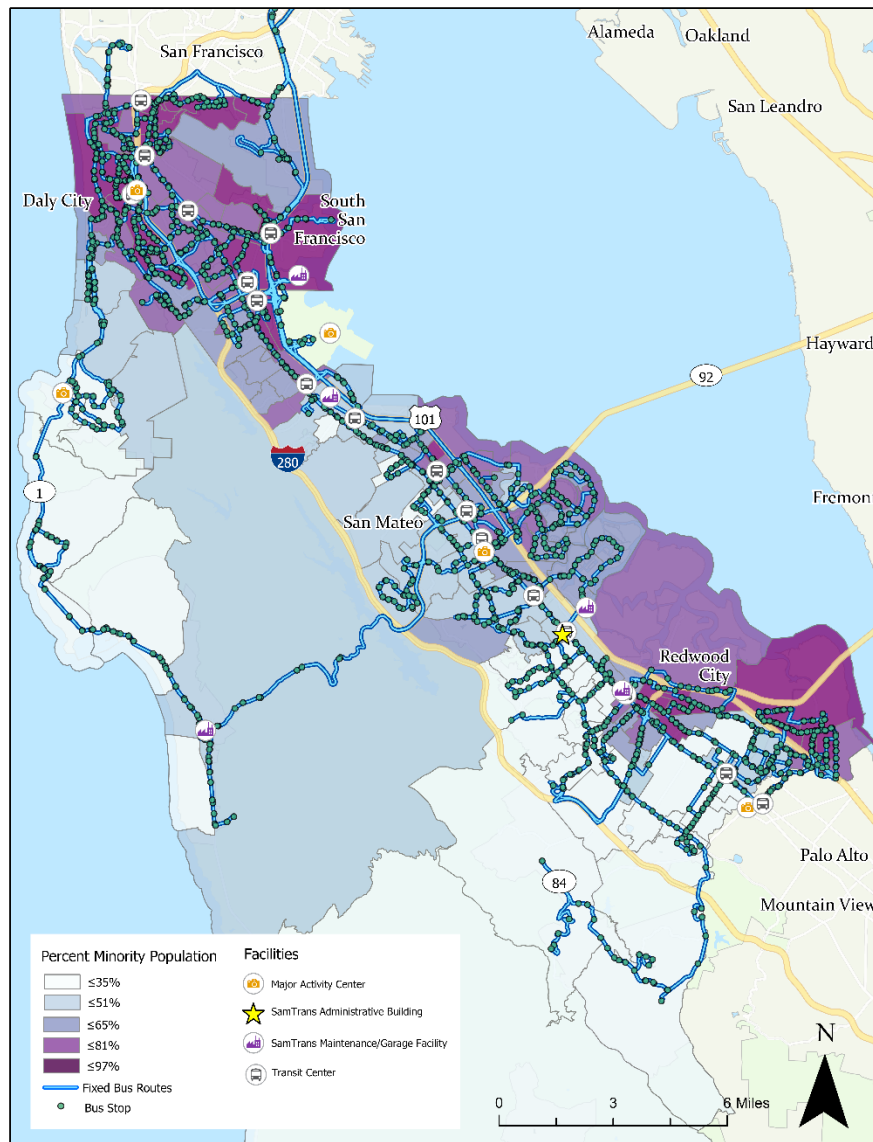 San Francisco
Alameda
Oakland
San Leandro
Daly City
South
San
Francisco
Hayward
92
101
280
1
San Mateo
Fremont
Redwood
City
84
Palo Alto
Mountain View
Percent Minority Population
≤35%
≤51%
≤65%
≤81%
≤97%
Fixed Bus Routes
Bus Stop
Facilities
Major Activity Center
SamTrans Administrative Building
SamTrans Maintenance/Garage Facility
Transit Center
0 3 6 Miles
N